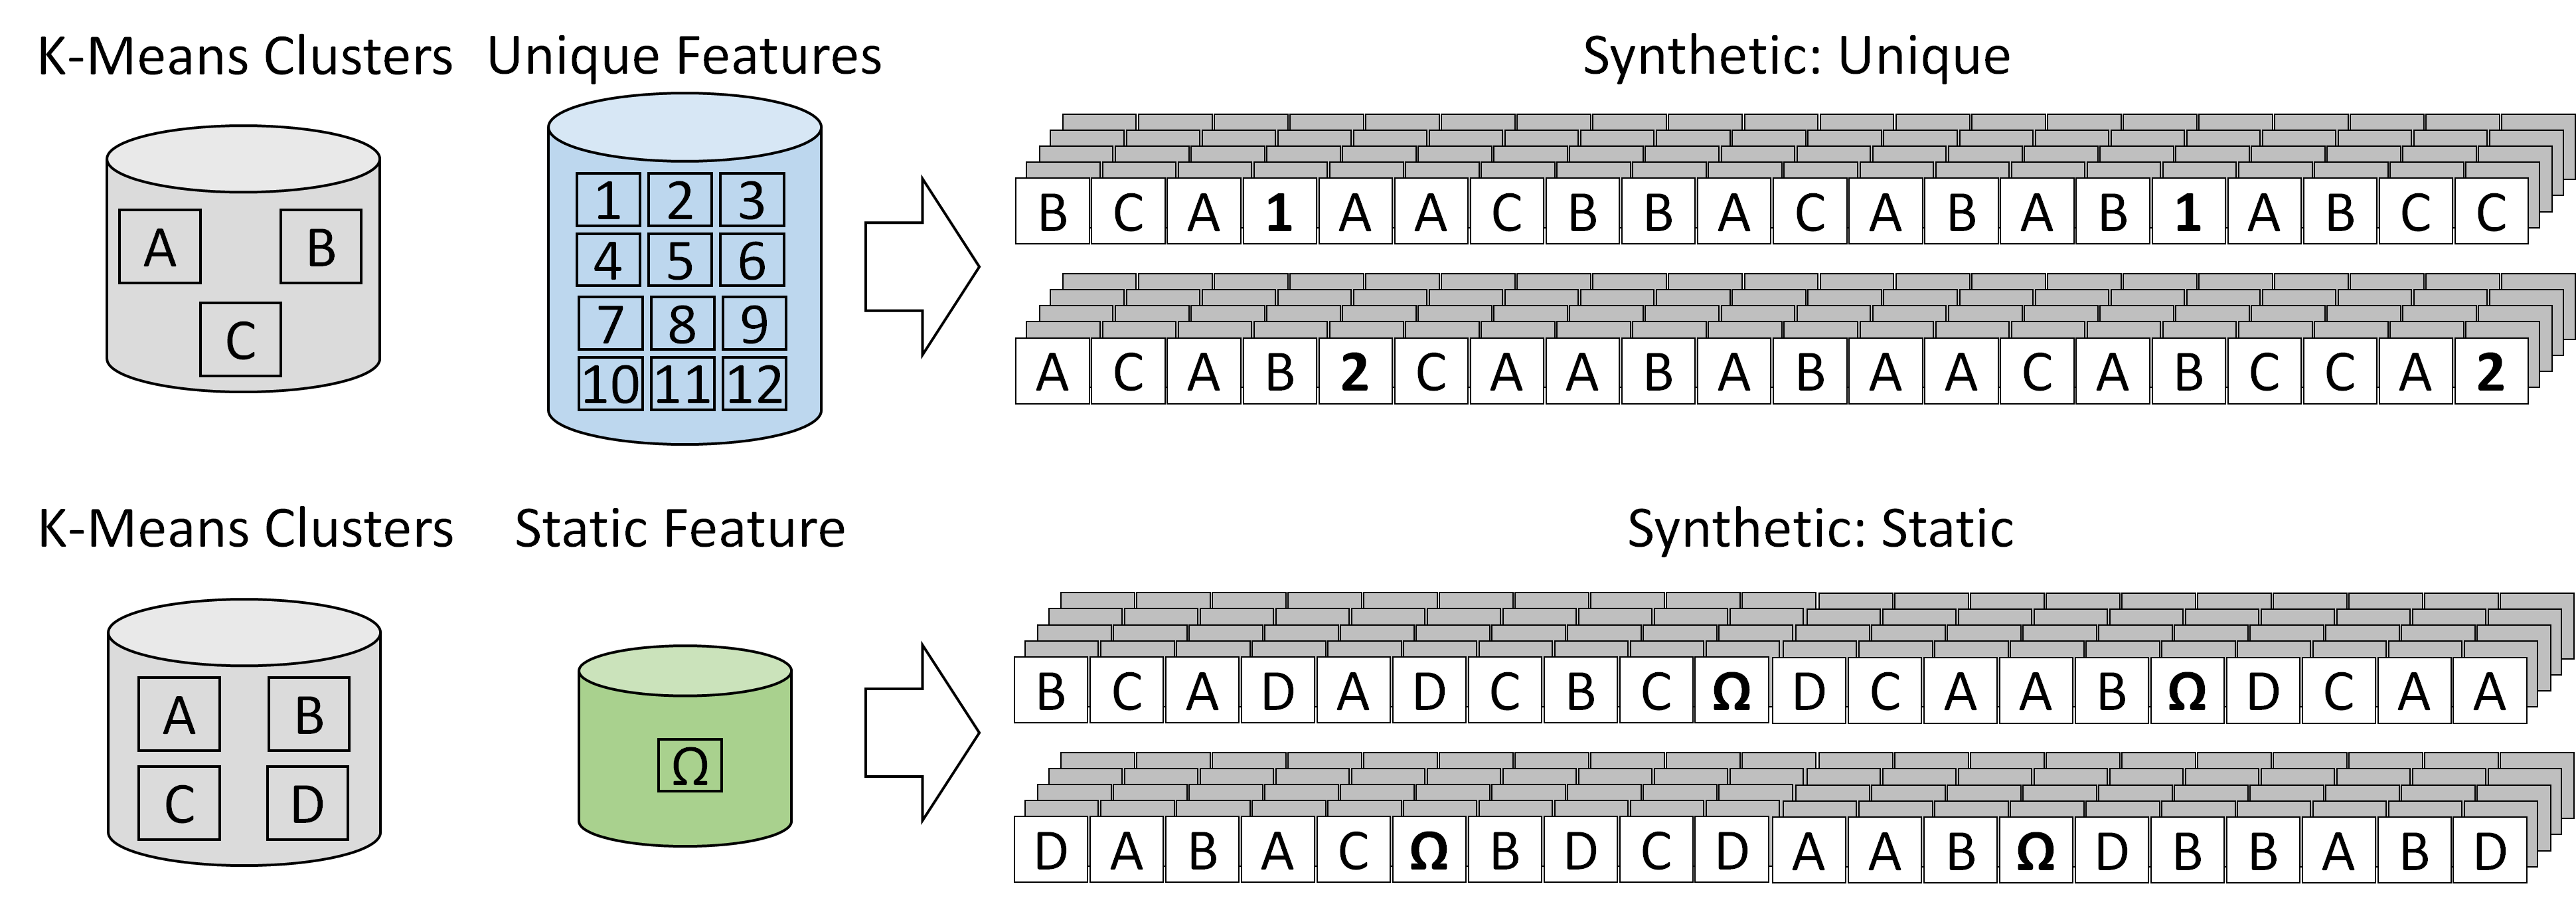 K-Means Clusters
Unique Features
Synthetic: Unique
A B
C
1 2 3
4 5 6
7 8 9
10 11 12
B C A 1 A A C B B A C A B A B 1 A B C C
A C A B 2 C A A B A B A A C A B C C A 2
K-Means Clusters
Static Feature
Synthetic: Static
A B
C D
Ω
B C A D A D C B C Ω D C A A B Ω D C A A
D A B A C Ω B D C D A A B Ω D B B A B D